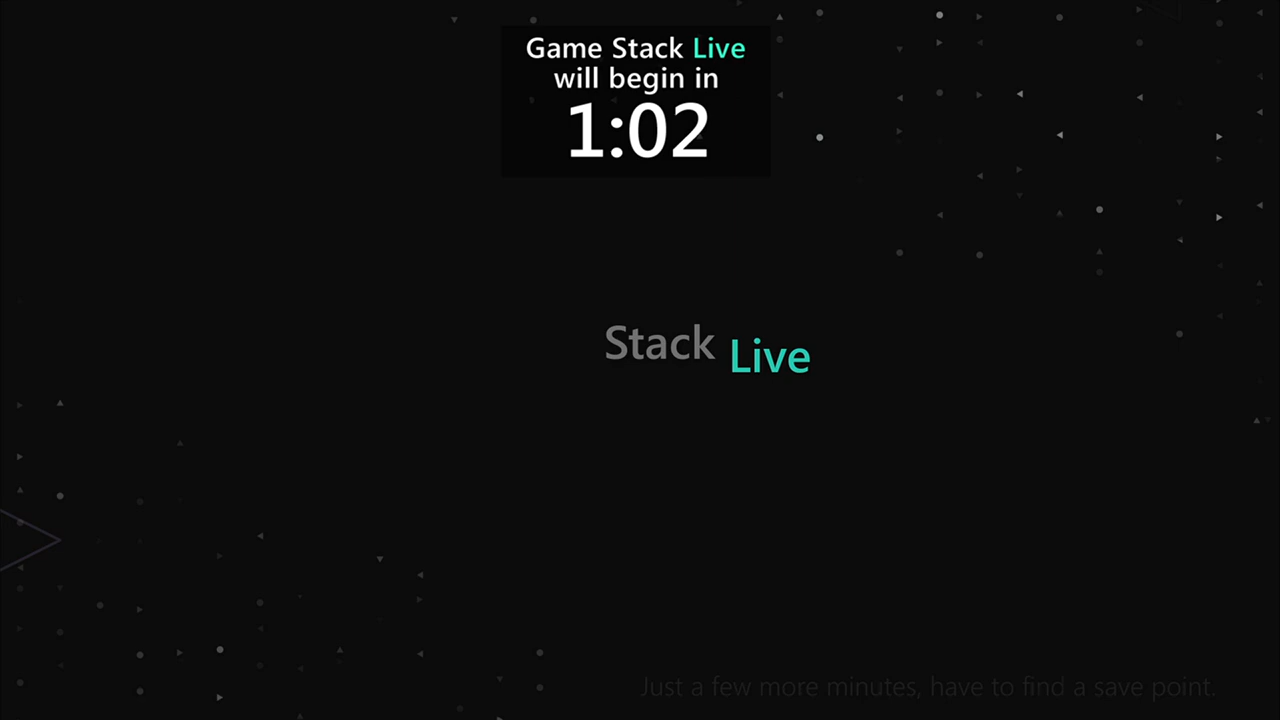 Game Stack Live
will begin in
1:02
Stack Live
Just a few more minutes, have to find a save point.